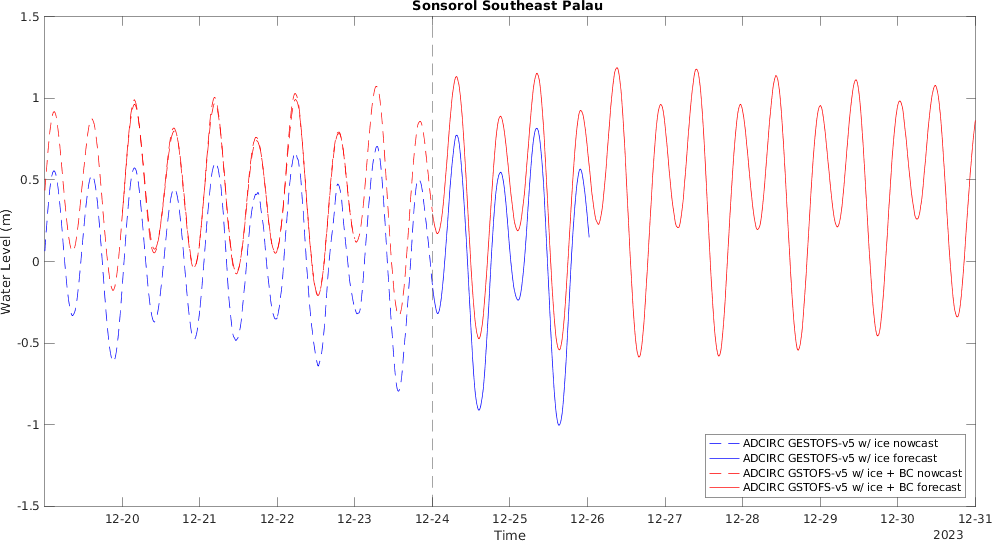 Sonsorol Southeast Palau
1.5
1
0.5
0
-0.5
-1
-1.5
Water Level (m)
12-20 12-21 12-22 12-23 12-24 12-25 12-26 12-27 12-28 12-29 12-30 12-31
Time
2023
ADCIRC GESTOFS-v5 w/ ice nowcast
ADCIRC GESTOFS-v5 w/ ice forecast
ADCIRC GSTOFS-v5 w/ ice + BC nowcast
ADCIRC GSTOFS-v5 w/ ice + BC forecast